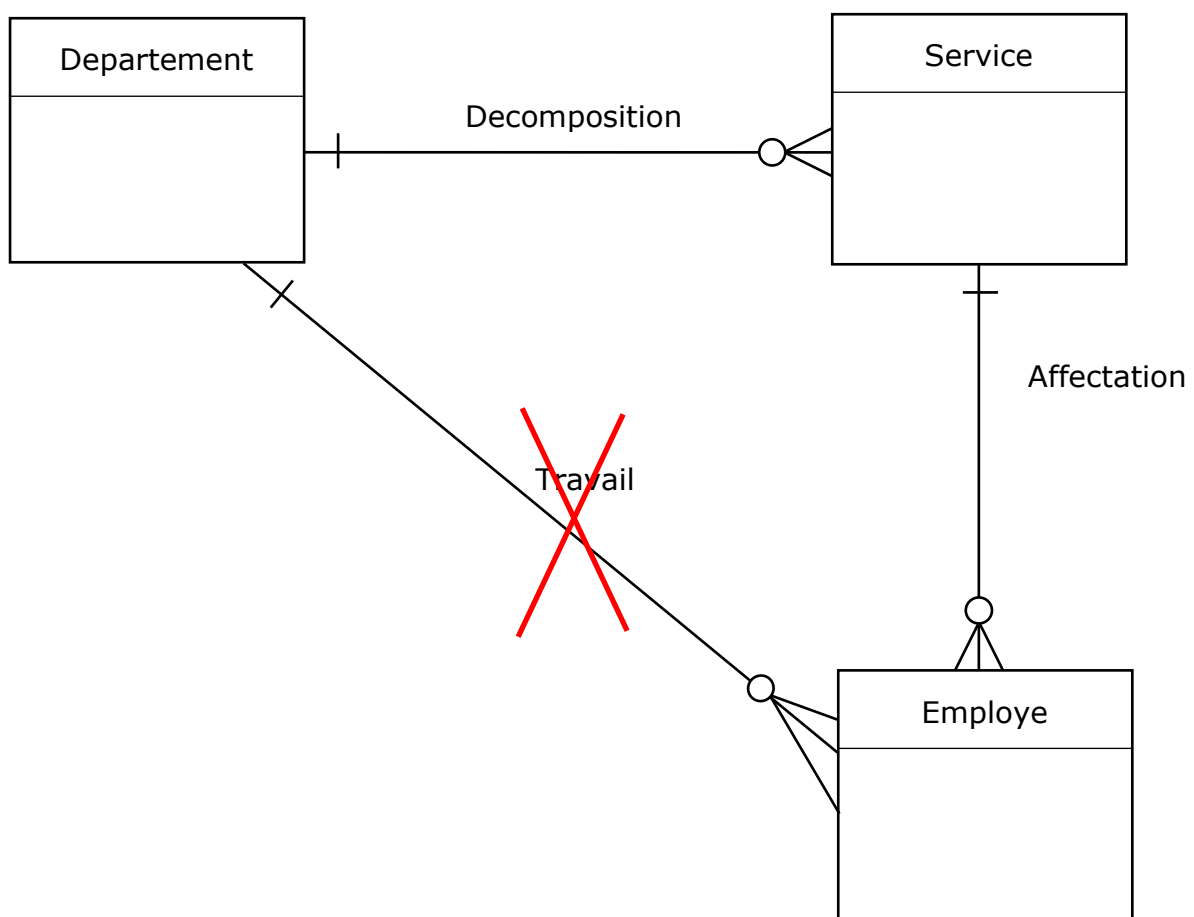 Departement
Service
Decomposition
Affectation
Travail
Employe